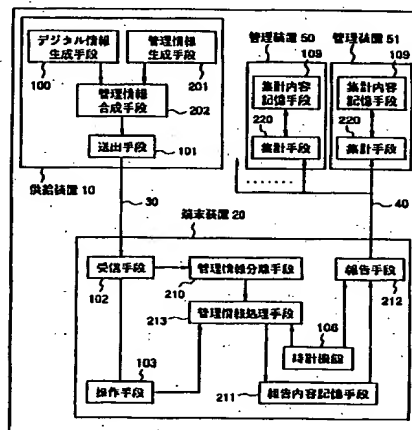 デジタル情報
生成手段
100
管理情報
生成手段
201
管理情報
合成手段
202
送出手段
101
供給装置 10
管理装置 50
109
集計内容
記憶手段
220
集計手段
管理装置 51
109
集計内容
記憶手段
220
集計手段
30
40
端末装置 20
受信手段
102
管理情報分離手段
210
報告手段
212
管理情報処理手段
213
時計機能
106
103
操作手段
報告内容記憶手段
211